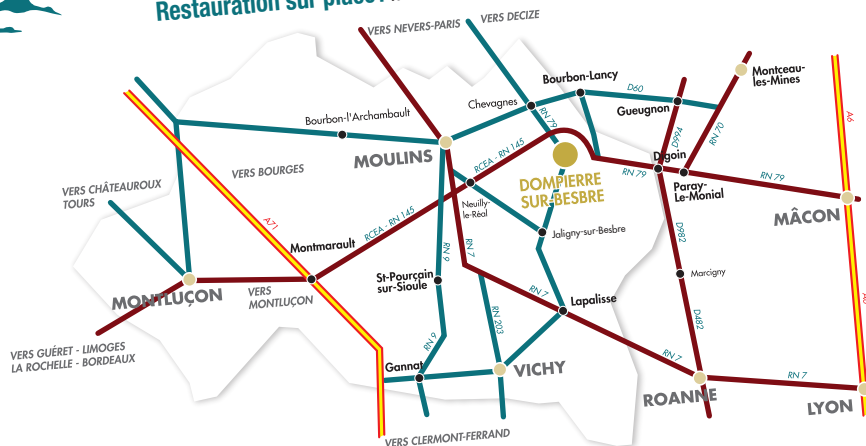 Restauration sur place
VERS NEVERS-PARIS
VERS DECIZE
Bourbon-Lancy
D60
Montceau-
les-Mines
Chevagnes
Gueugnon
Bourbon-l'Archambault
RN 79
A6
MOULINS
RCEA - RN 145
D994
RN 70
Digoin
VERS BOURGES
DOMPIERRE
SUR-BESBRE
RN 79
Paray-
Le-Monial
RN 79
VERS CHÂTEAUROUX
TOURS
Neuilly-
le-Réal
MÂCON
A71
RCEA - RN 145
Montmarault
RN 9
RN 7
Jaligny-sur-Besbre
D982
St-Pourçain
sur-Sioule
Marcigny
MONTLUÇON
VERS
MONTLUÇON
RN 7
Lapalisse
RN 203
D482
VERS GUÉRET - LIMOGES
LA ROCHELLE - BORDEAUX
RN 9
RN 7
Gannat
VICHY
RN 7
ROANNE
LYON
VERS CLERMONT-FERRAND